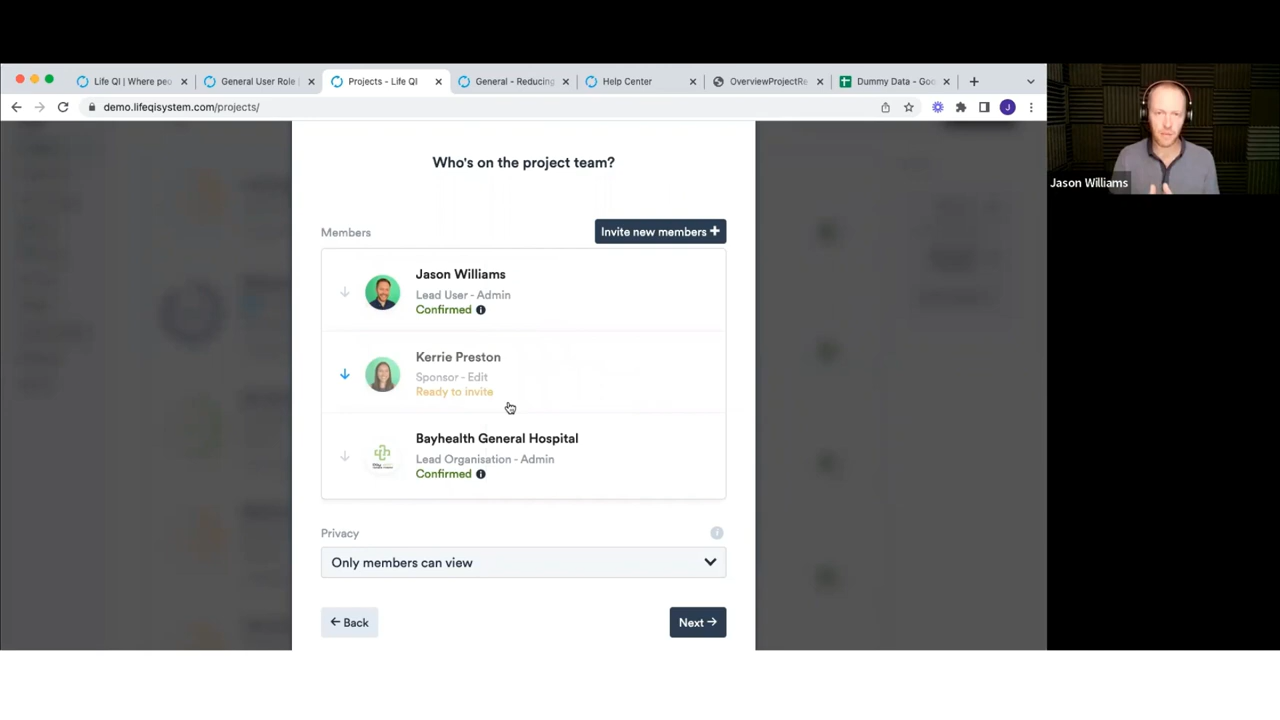 Life QI | Where peo
General User Role |
Projects - Life QI
General - Reducing
Help Center
OverviewProjectRe
Dummy Data - Goo
demo.lifeqisystem.com/projects/
J
Who's on the project team?
Members
Invite new members +
Jason Williams
Lead User - Admin
Confirmed
Kerrie Preston
Sponsor - Edit
Ready to invite
Bayhealth General Hospital
Lead Organisation - Admin
Confirmed
Privacy
Only members can view
Back
Next
Jason Williams